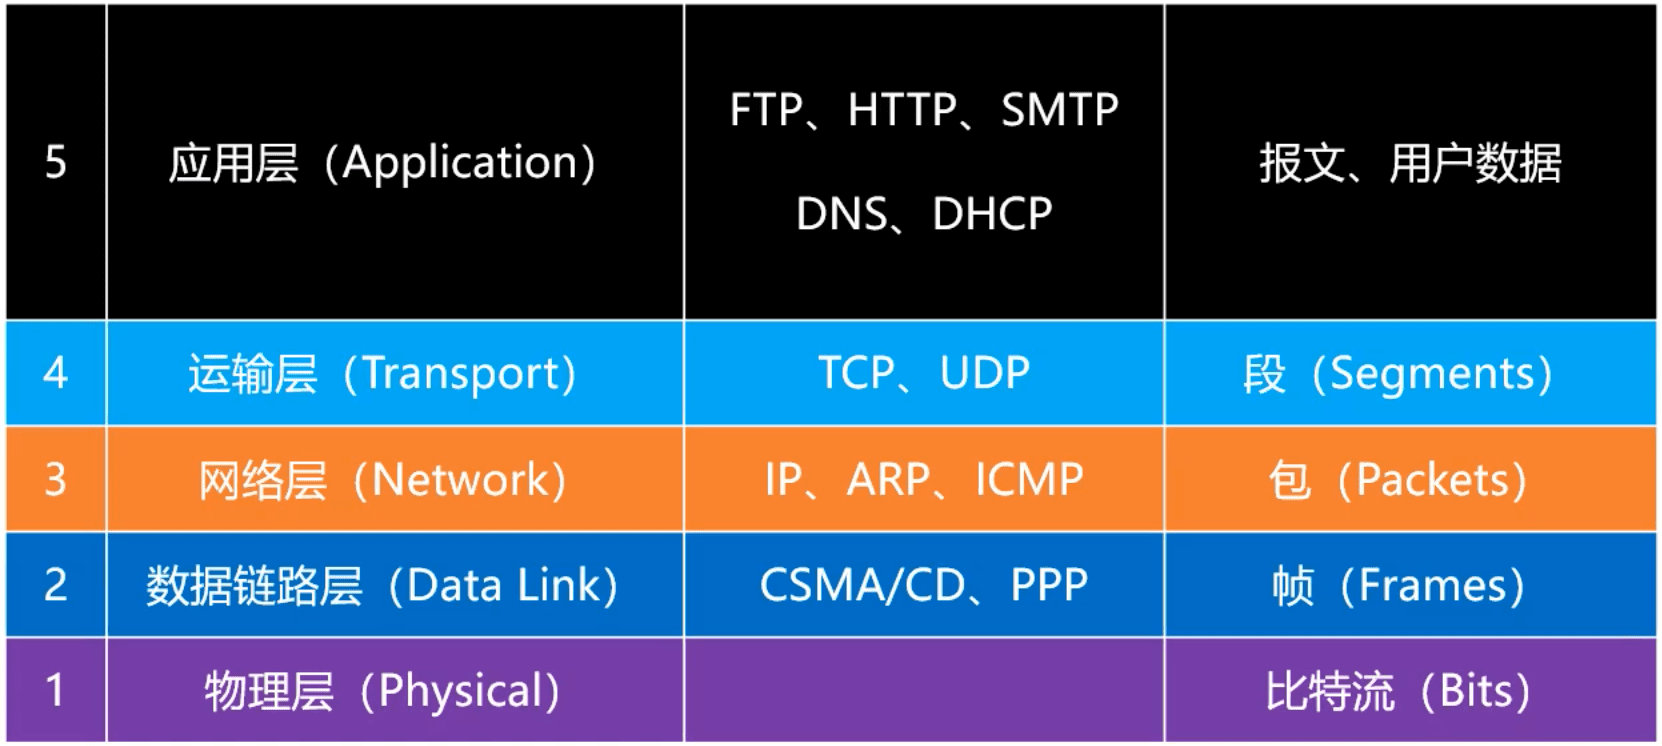 5
应用层（Application）
FTP、HTTP、SMTP
DNS、DHCP
报文、用户数据
4
运输层（Transport）
TCP、UDP
段（Segments）
3
网络层（Network）
IP、ARP、ICMP
包（Packets）
2
数据链路层（Data Link）
CSMA/CD、PPP
帧（Frames）
1
物理层（Physical）
比特流（Bits）